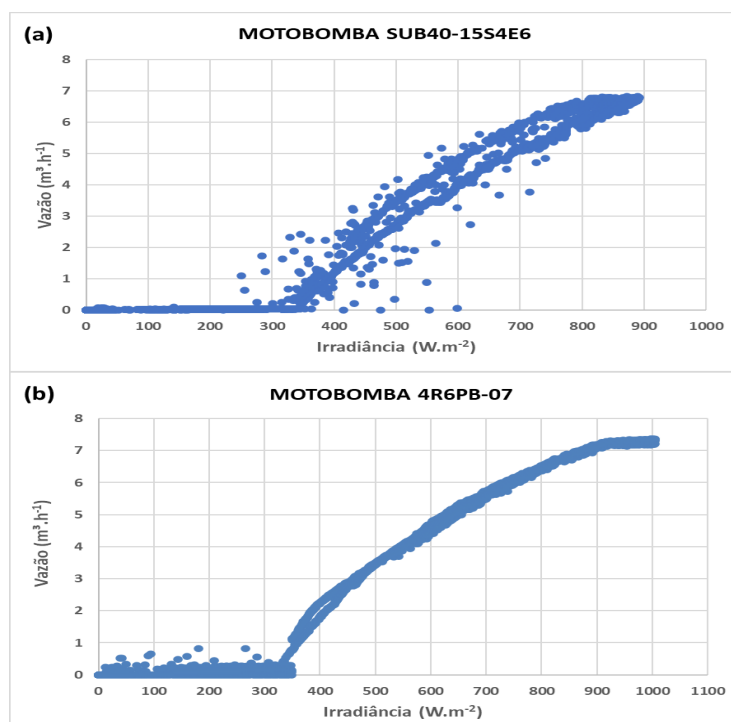 (a)
MOTOBOMBA SUB40-15S4E6
Vazão (m³.h⁻¹)
8
7
6
5
4
3
2
1
0
0 100 200 300 400 500 600 700 800 900 1000
Irradiância (W.m⁻²)
(b)
MOTOBOMBA 4R6PB-07
Vazão (m³.h⁻¹)
8
7
6
5
4
3
2
1
0
0 100 200 300 400 500 600 700 800 900 1000 1100
Irradiância (W.m⁻²)